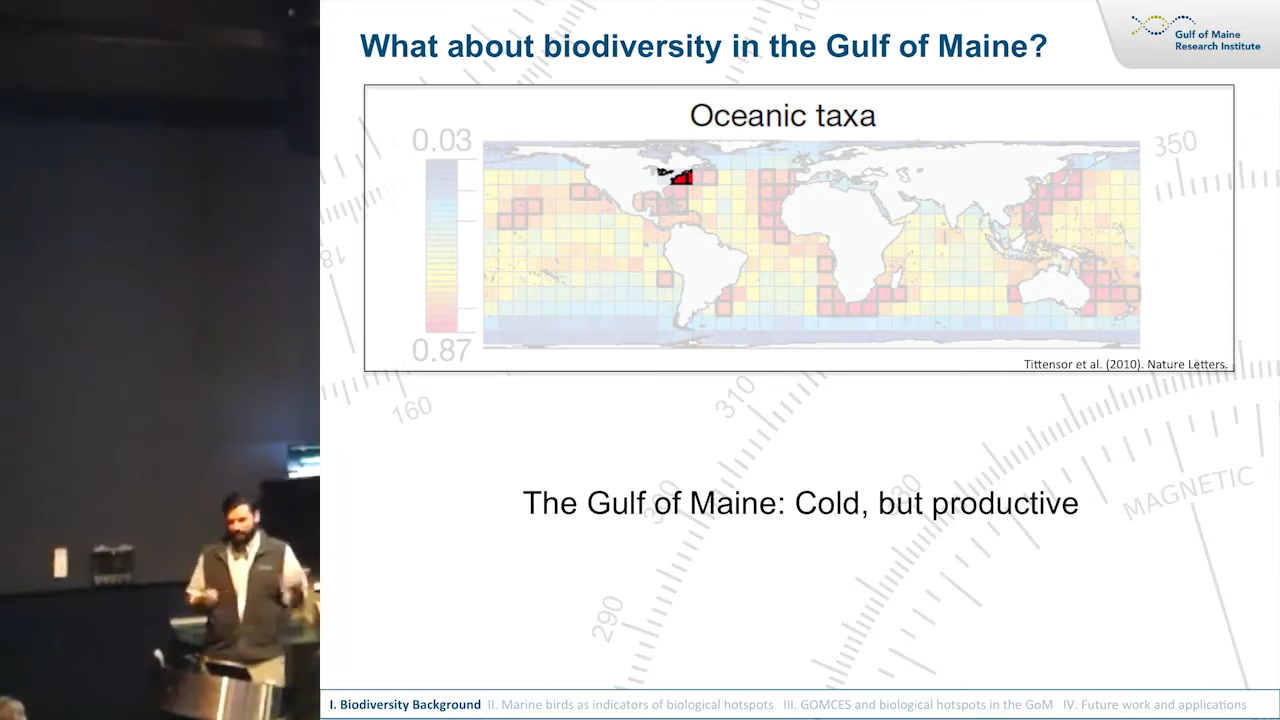 What about biodiversity in the Gulf of Maine?
Gulf of Maine
Research Institute
Oceanic taxa
0.03
0.87
Tittensor et al. (2010). Nature Letters.
110
350
18
160
310
290
MAGNETIC
The Gulf of Maine: Cold, but productive
I. Biodiversity Background II. Marine birds as indicators of biological hotspots III. GOMCES and biological hotspots in the GoM IV. Future work and applications